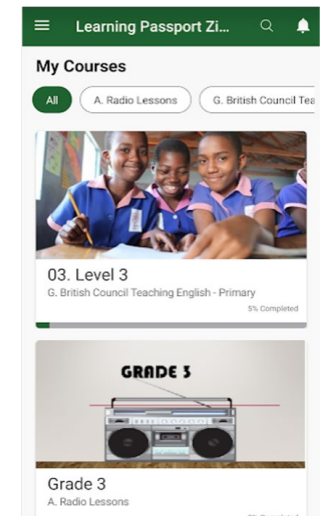 Learning Passport Zi...
My Courses
All
A. Radio Lessons
G. British Council Tea
03. Level 3
G. British Council Teaching English - Primary
5% Completed
GRADE 3
Grade 3
A. Radio Lessons